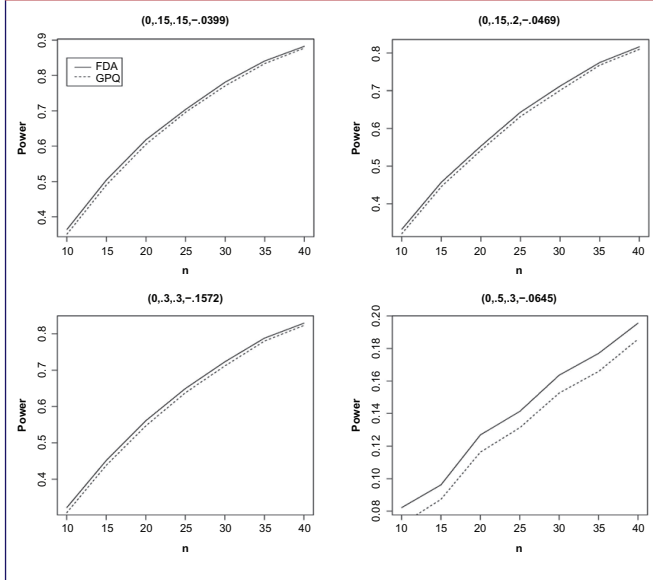 (0,.15,.15,−.0399)
Power
0.9
0.8
0.7
0.6
0.5
0.4
FDA
GPQ
10 15 20 25 30 35 40
n
(0,.15,.2,−.0469)
Power
0.8
0.7
0.6
0.5
0.4
10 15 20 25 30 35 40
n
(0,.3,.3,−.1572)
Power
0.8
0.7
0.6
0.5
0.4
10 15 20 25 30 35 40
n
(0,.5,.3,−.0645)
Power
0.20
0.18
0.16
0.14
0.12
0.10
0.08
10 15 20 25 30 35 40
n